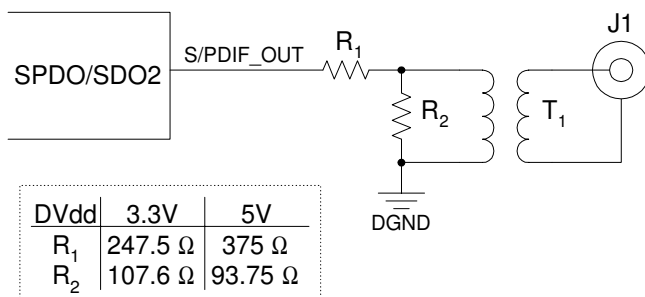 J1
S/PDIF_OUT
R1
SPDO/SDO2
R2
T1
DGND
DVdd 3.3V 5V
R1 247.5 Ω 375 Ω
R2 107.6 Ω 93.75 Ω